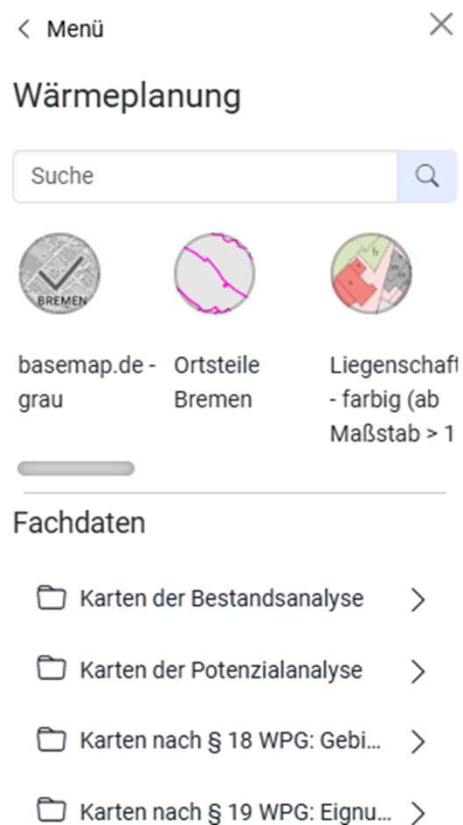 Menü
Wärmeplanung
Suche
BREMEN
basemap.de - grau
Ortsteile Bremen
Liegenschaft - farbig (ab Maßstab > 1
Fachdaten
Karten der Bestandsanalyse
Karten der Potenzialanalyse
Karten nach § 18 WPG: Gebi...
Karten nach § 19 WPG: Eignu...